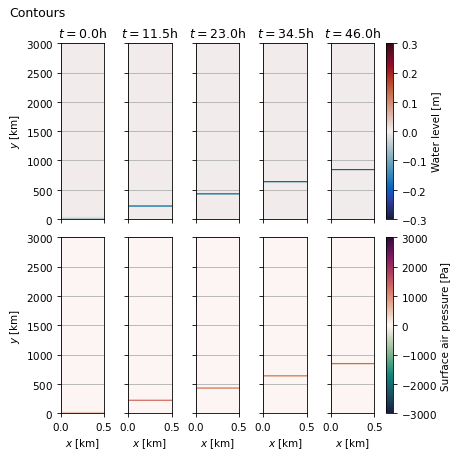 Contours
t = 0.0h t = 11.5h t = 23.0h t = 34.5h t = 46.0h
3000 0.3
2500 0.2
2000 0.1
1500 0.0
1000 −0.1
500 −0.2
0 −0.3
y [km] Water level [m]
3000 3000
2500 2000
2000 1000
1500 0
1000 −1000
500 −2000
0 −3000
y [km] Surface air pressure [Pa]
0.0 0.5 0.0 0.5 0.0 0.5 0.0 0.5 0.0 0.5
x [km] x [km] x [km] x [km] x [km]